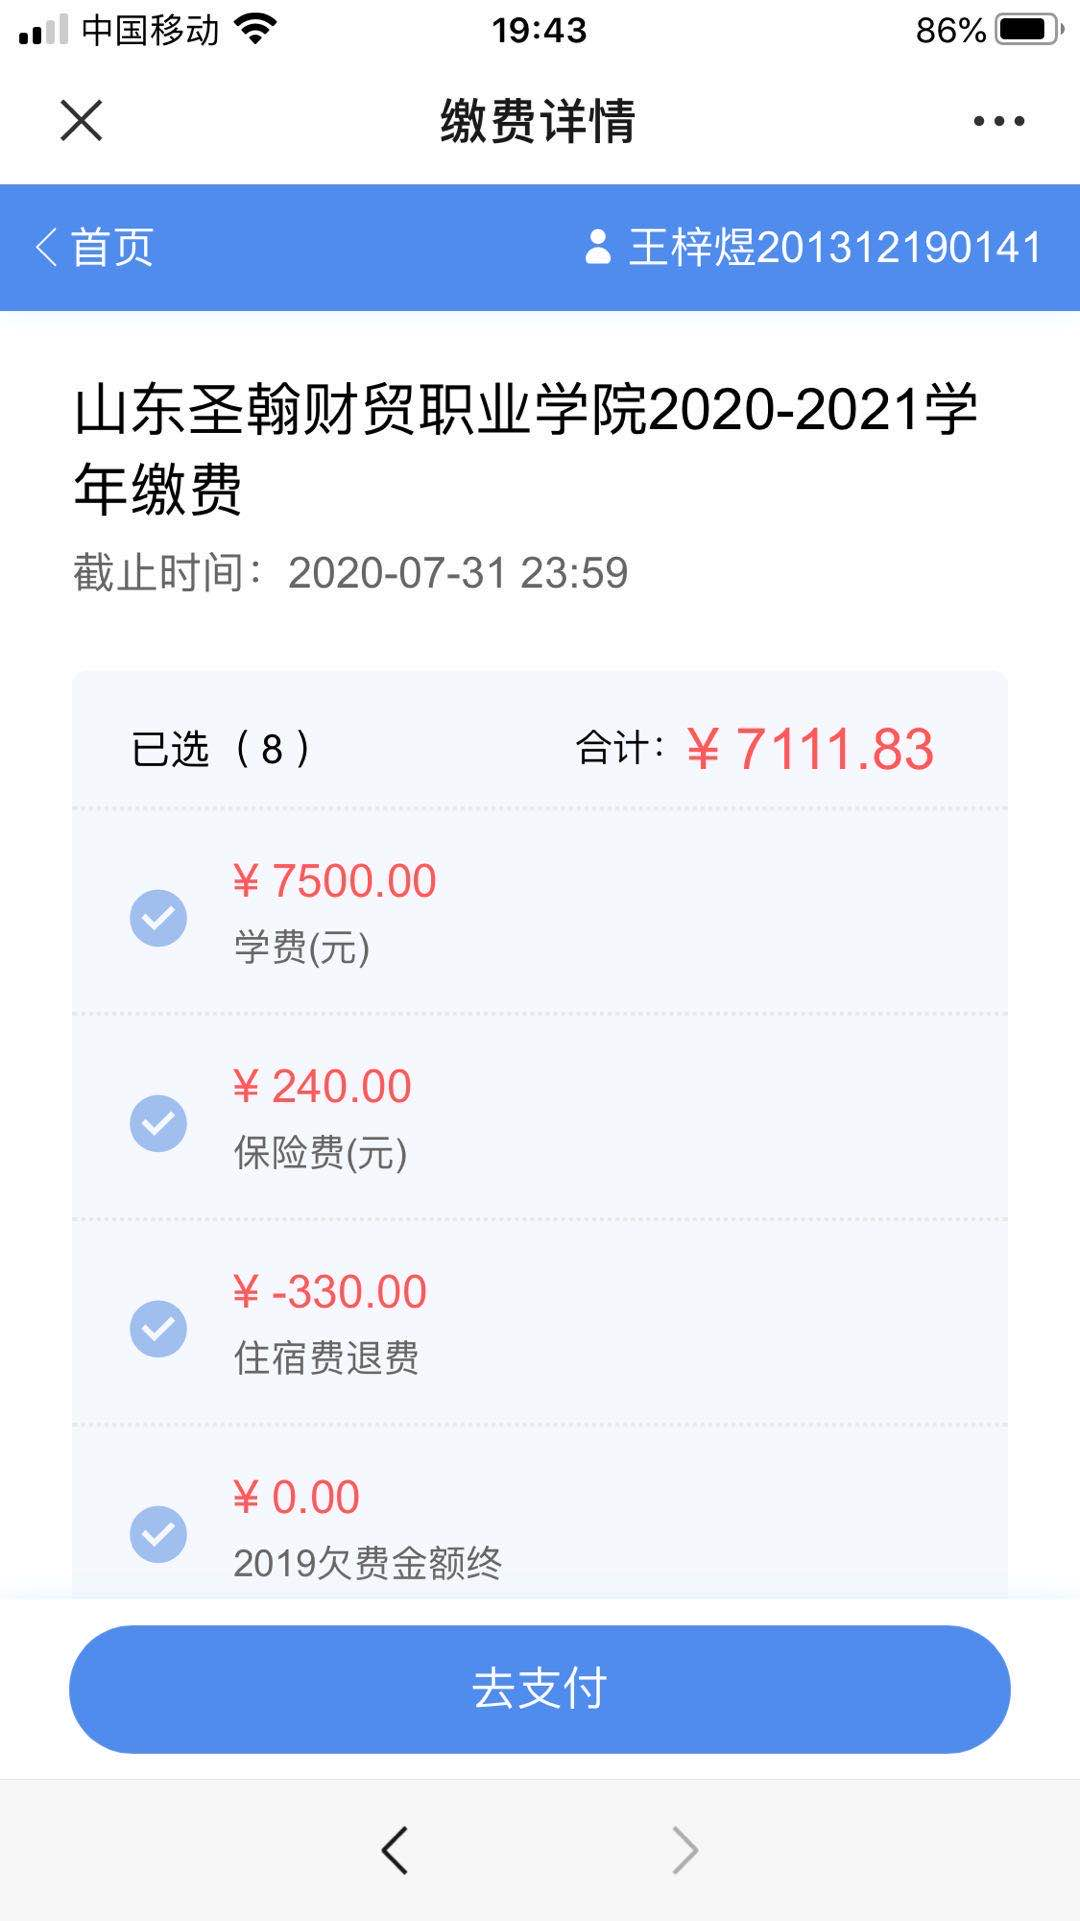 中国移动
19:43
86%
缴费详情
首页
王梓煜201312190141
山东圣翰财贸职业学院2020-2021学
年缴费
截止时间：2020-07-31 23:59
已选（8）
合计：¥ 7111.83
¥ 7500.00
学费(元)
¥ 240.00
保险费(元)
¥ -330.00
住宿费退费
¥ 0.00
2019欠费金额终
去支付